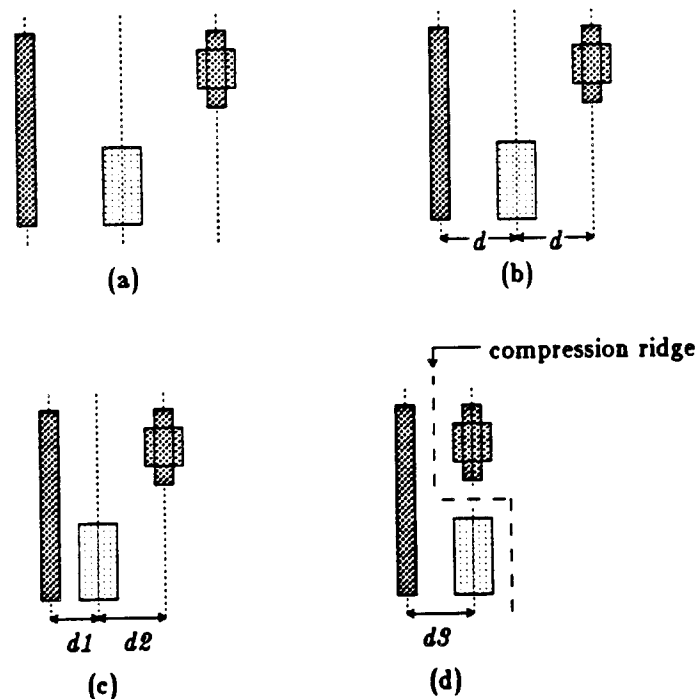 (a)
d
d
(b)
compression ridge
d1
d2
(c)
d3
(d)